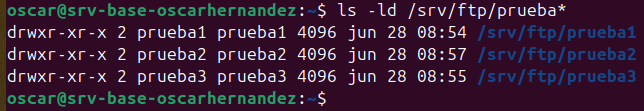 oscar@srv-base-oscarhernandez:~$ ls -ld /srv/ftp/prueba*
drwxr-xr-x 2 prueba1 prueba1 4096 jun 28 08:54 /srv/ftp/prueba1
drwxr-xr-x 2 prueba2 prueba2 4096 jun 28 08:57 /srv/ftp/prueba2
drwxr-xr-x 2 prueba3 prueba3 4096 jun 28 08:55 /srv/ftp/prueba3
oscar@srv-base-oscarhernandez:~$